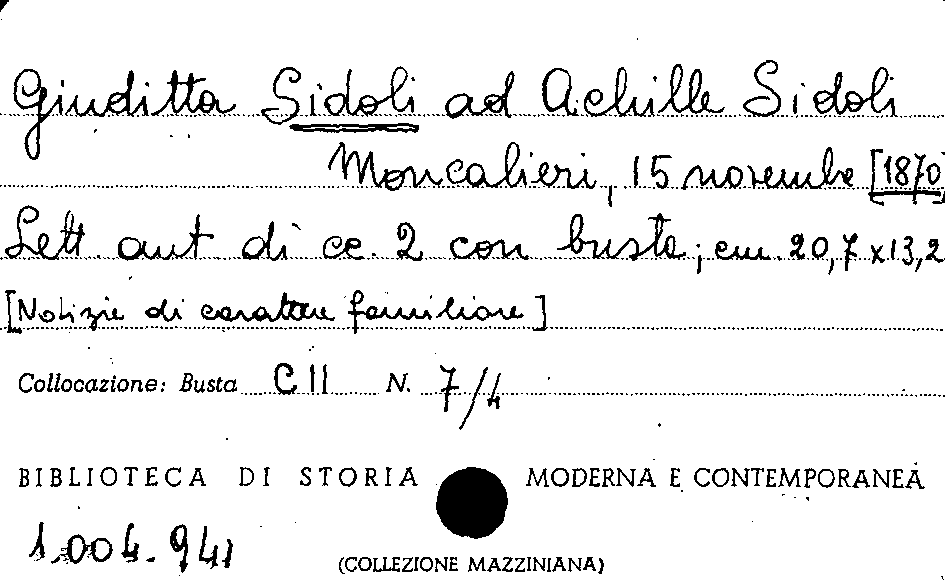 Giuditta Sidoli ad Achille Sidoli
Moncalieri, 15 novembre [1870]
Lett. aut. di cc. 2 con busta; cm. 20,7 x 13,2
[Notizie di carattere familiare]
Collocazione: Busta C II N. 7/4
BIBLIOTECA DI STORIA MODERNA E CONTEMPORANEA
1.004.941
(COLLEZIONE MAZZINIANA)